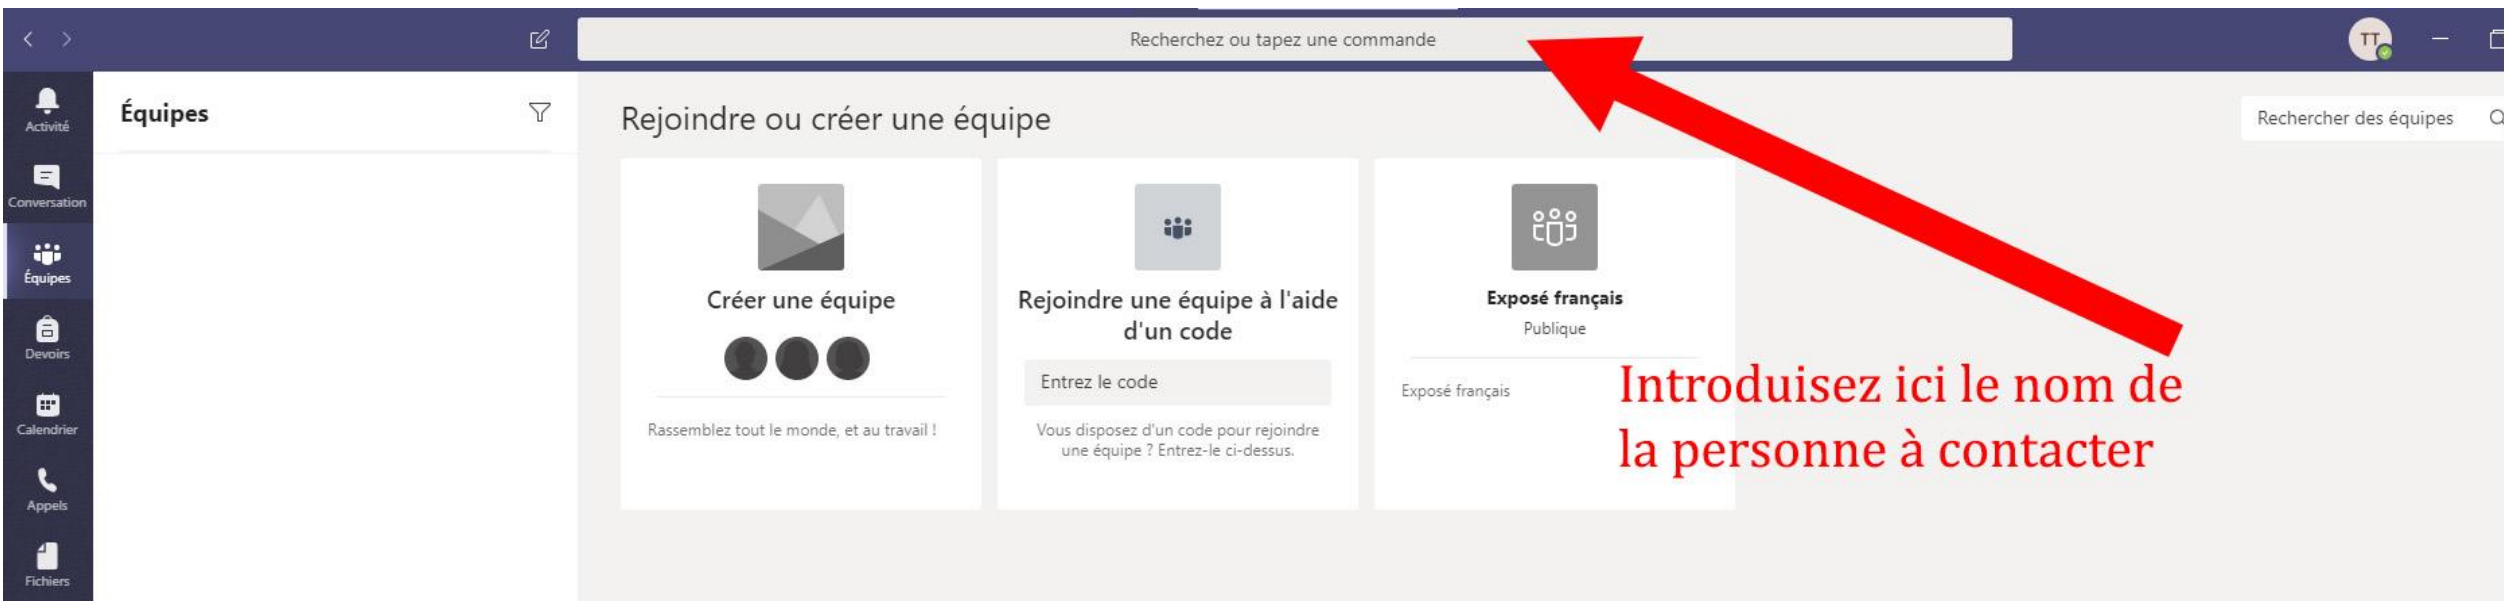 Recherchez ou tapez une commande
TT
Activité
Conversation
Équipes
Devoirs
Calendrier
Appels
Fichiers
Équipes
Rejoindre ou créer une équipe
Rechercher des équipes
Créer une équipe
Rassemblez tout le monde, et au travail !
Rejoindre une équipe à l'aide
d'un code
Entrez le code
Vous disposez d'un code pour rejoindre
une équipe ? Entrez-le ci-dessus.
Exposé français
Publique
Exposé français
Introduisez ici le nom de
la personne à contacter